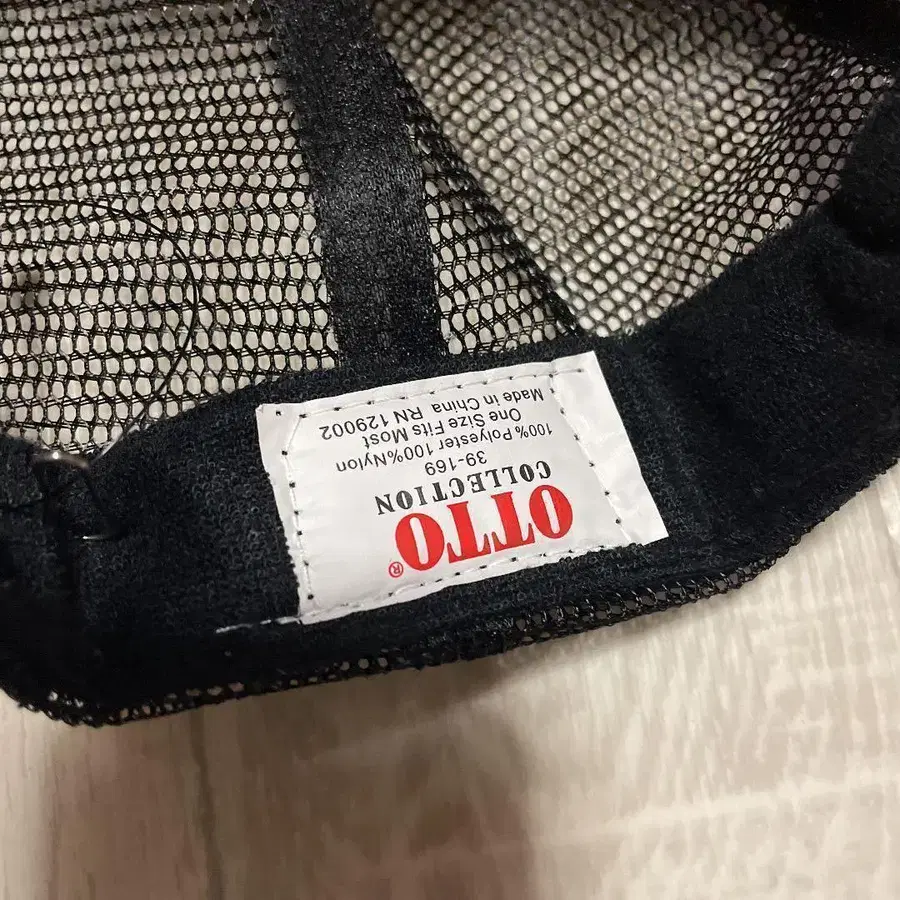 OTTO®
COLLECTION
39-169
100% Polyester 100%Nylon
One Size Fits Most
Made in China RN 129002